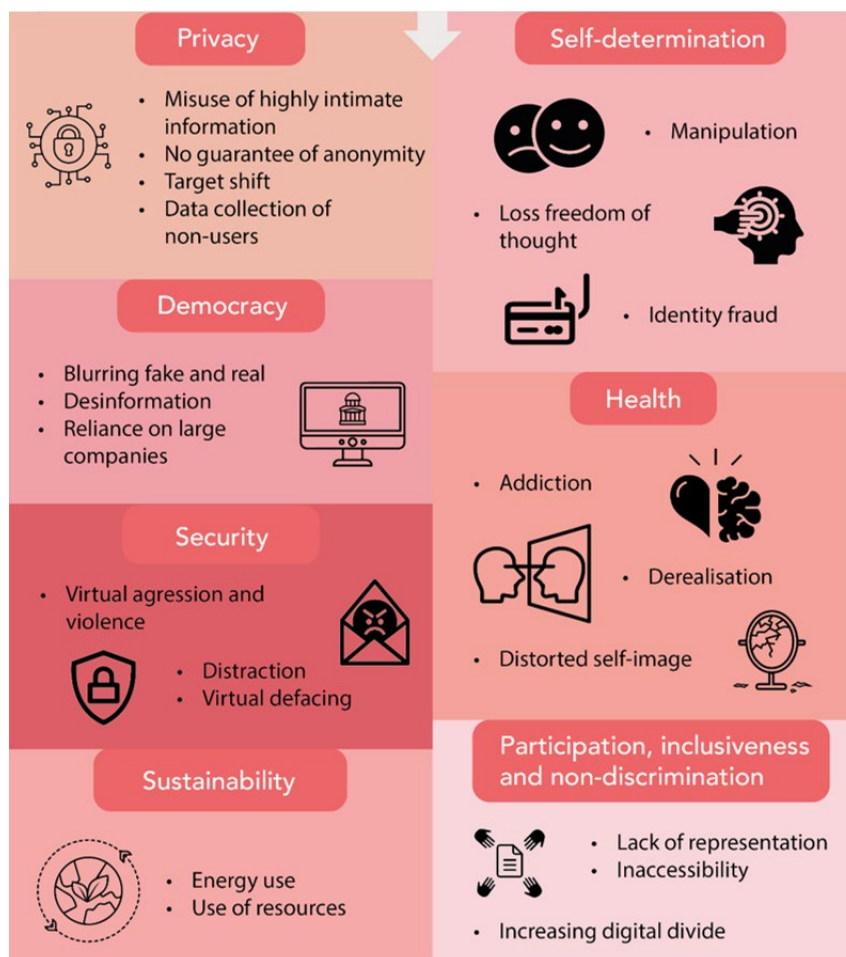 Privacy
• Misuse of highly intimate
information
• No guarantee of anonymity
• Target shift
• Data collection of
non-users
Democracy
• Blurring fake and real
• Desinformation
• Reliance on large
companies
Security
• Virtual agression and
violence
• Distraction
• Virtual defacing
Sustainability
• Energy use
• Use of resources
Self-determination
• Manipulation
• Loss freedom of
thought
• Identity fraud
Health
• Addiction
• Derealisation
• Distorted self-image
Participation, inclusiveness
and non-discrimination
• Lack of representation
• Inaccessibility
• Increasing digital divide